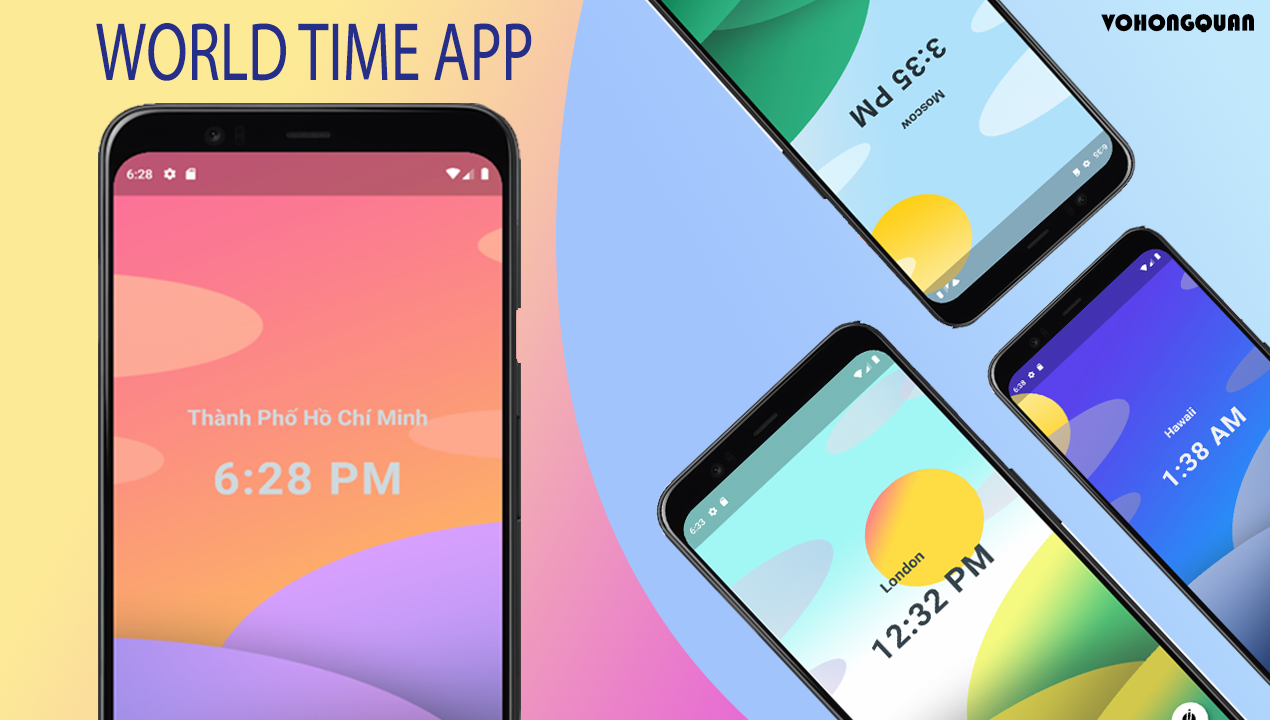 WORLD TIME APP
VOHONGQUAN
6:28
Thành Phố Hồ Chí Minh
6:28 PM
6:35
Moscow
3:35 PM
6:38
Hawaii
1:38 AM
6:33
London
12:32 PM